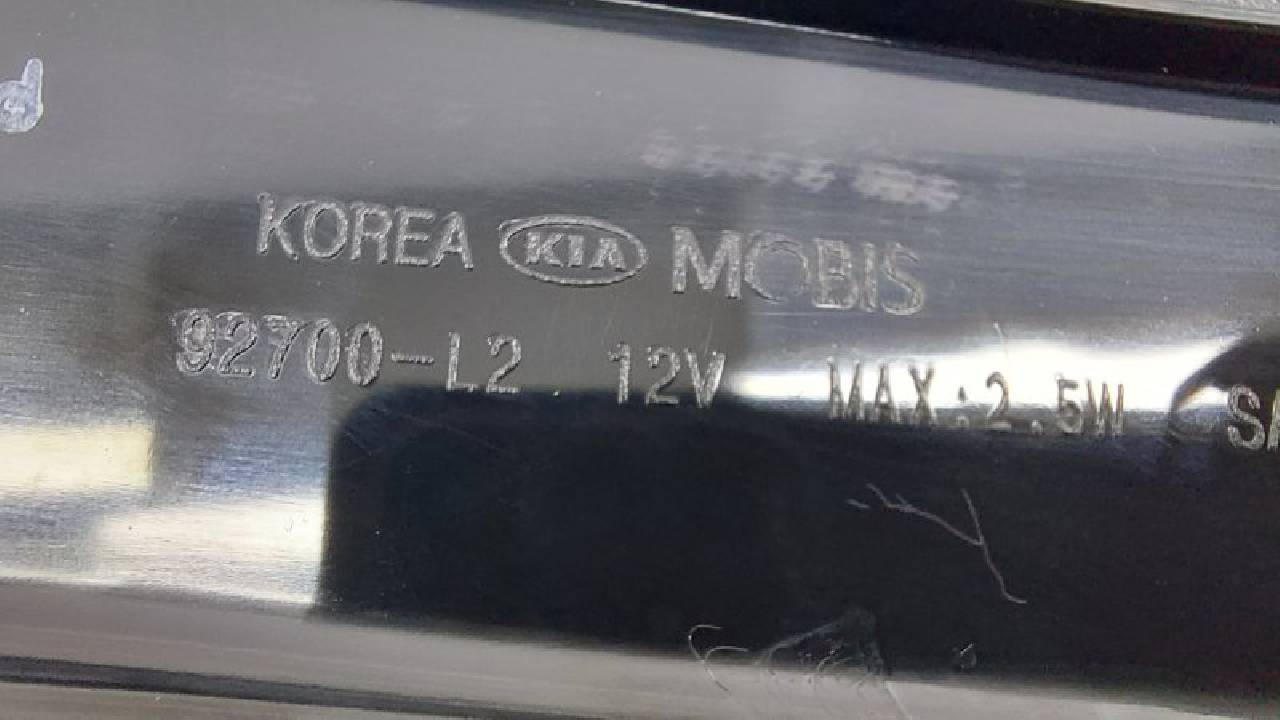 KOREA KIA MOBIS
92700-L2 12V MAX:2.5W